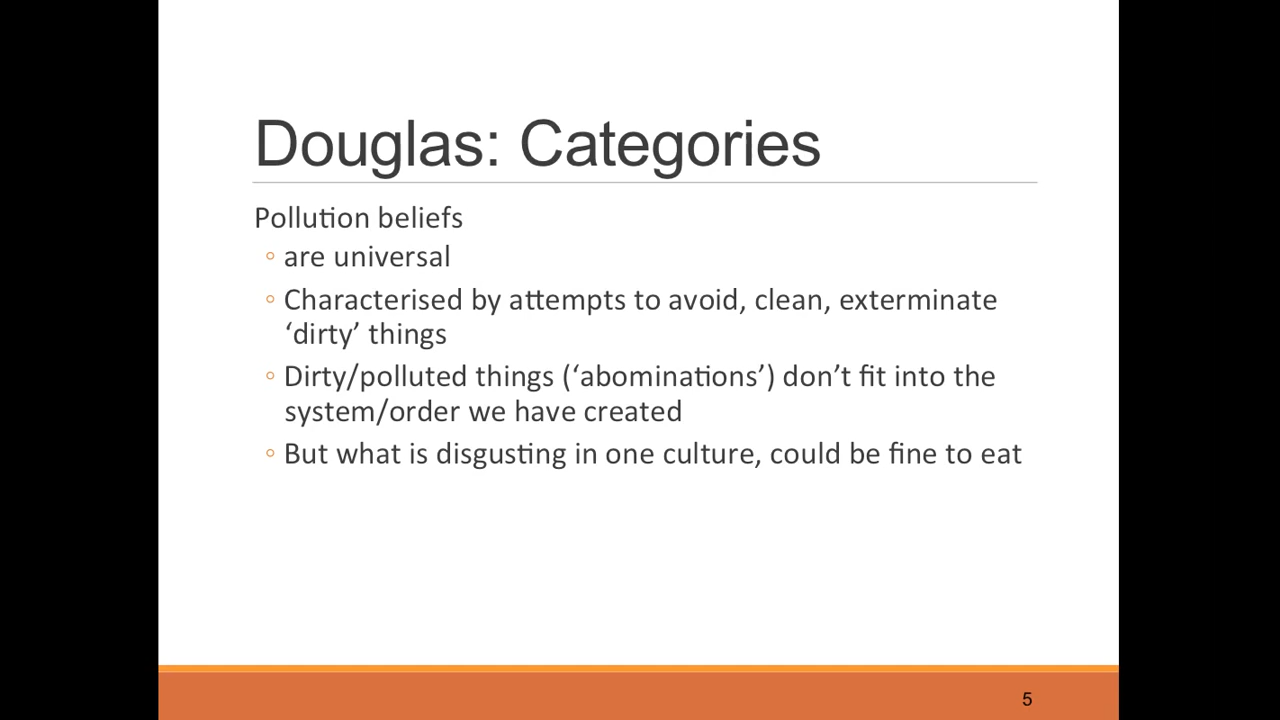 Douglas: Categories
Pollution beliefs
◦ are universal
◦ Characterised by attempts to avoid, clean, exterminate
‘dirty’ things
◦ Dirty/polluted things (‘abominations’) don’t fit into the
system/order we have created
◦ But what is disgusting in one culture, could be fine to eat
5